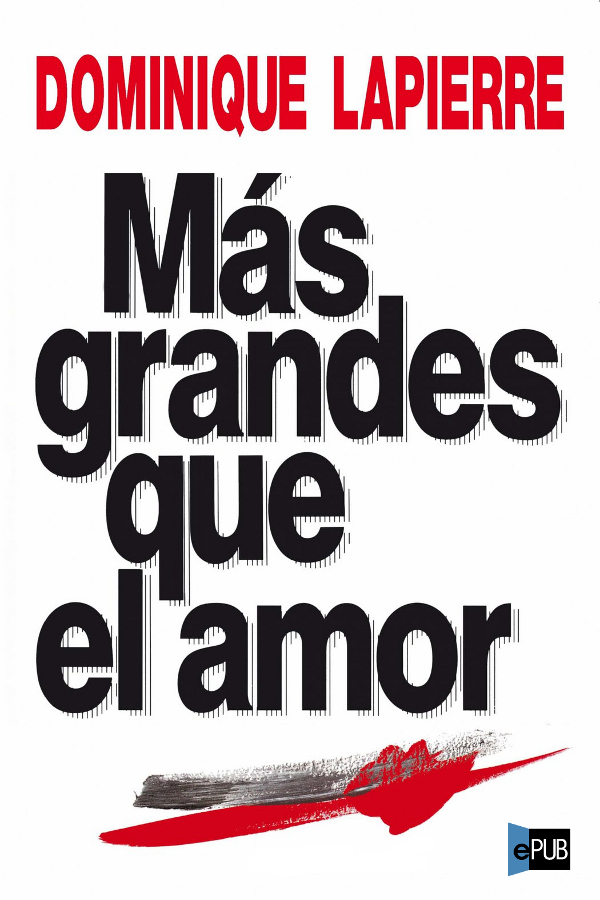 DOMINIQUE LAPIERRE
Más
grandes
que
el amor
ePUB